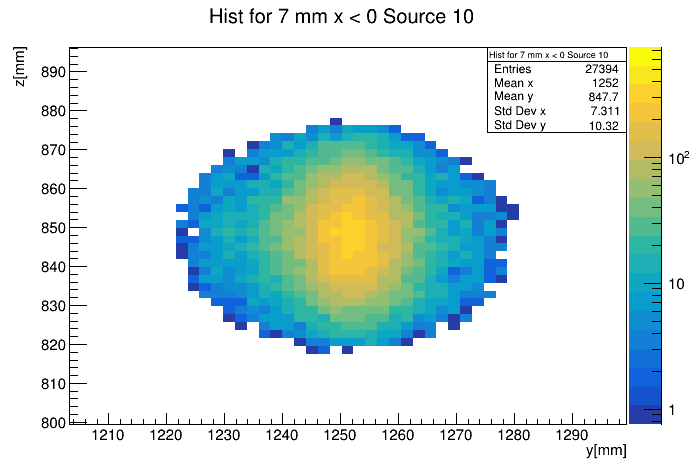 Hist for 7 mm x < 0 Source 10
z[mm]
Hist for 7 mm x < 0 Source 10
Entries 27394
Mean x 1252
Mean y 847.7
Std Dev x 7.311
Std Dev y 10.32
890
880
870
860
850
840
830
820
810
800
10²
10
1
1210 1220 1230 1240 1250 1260 1270 1280 1290
y[mm]